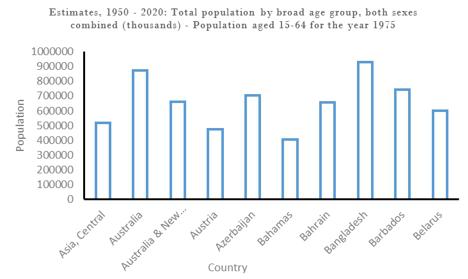 Estimates, 1950 - 2020: Total population by broad age group, both sexes
combined (thousands) - Population aged 15-64 for the year 1975
1000000
900000
800000
700000
600000
500000
400000
300000
200000
100000
0
Population
Asia, Central
Australia
Australia & New...
Austria
Azerbaijan
Bahamas
Bahrain
Bangladesh
Barbados
Belarus
Country